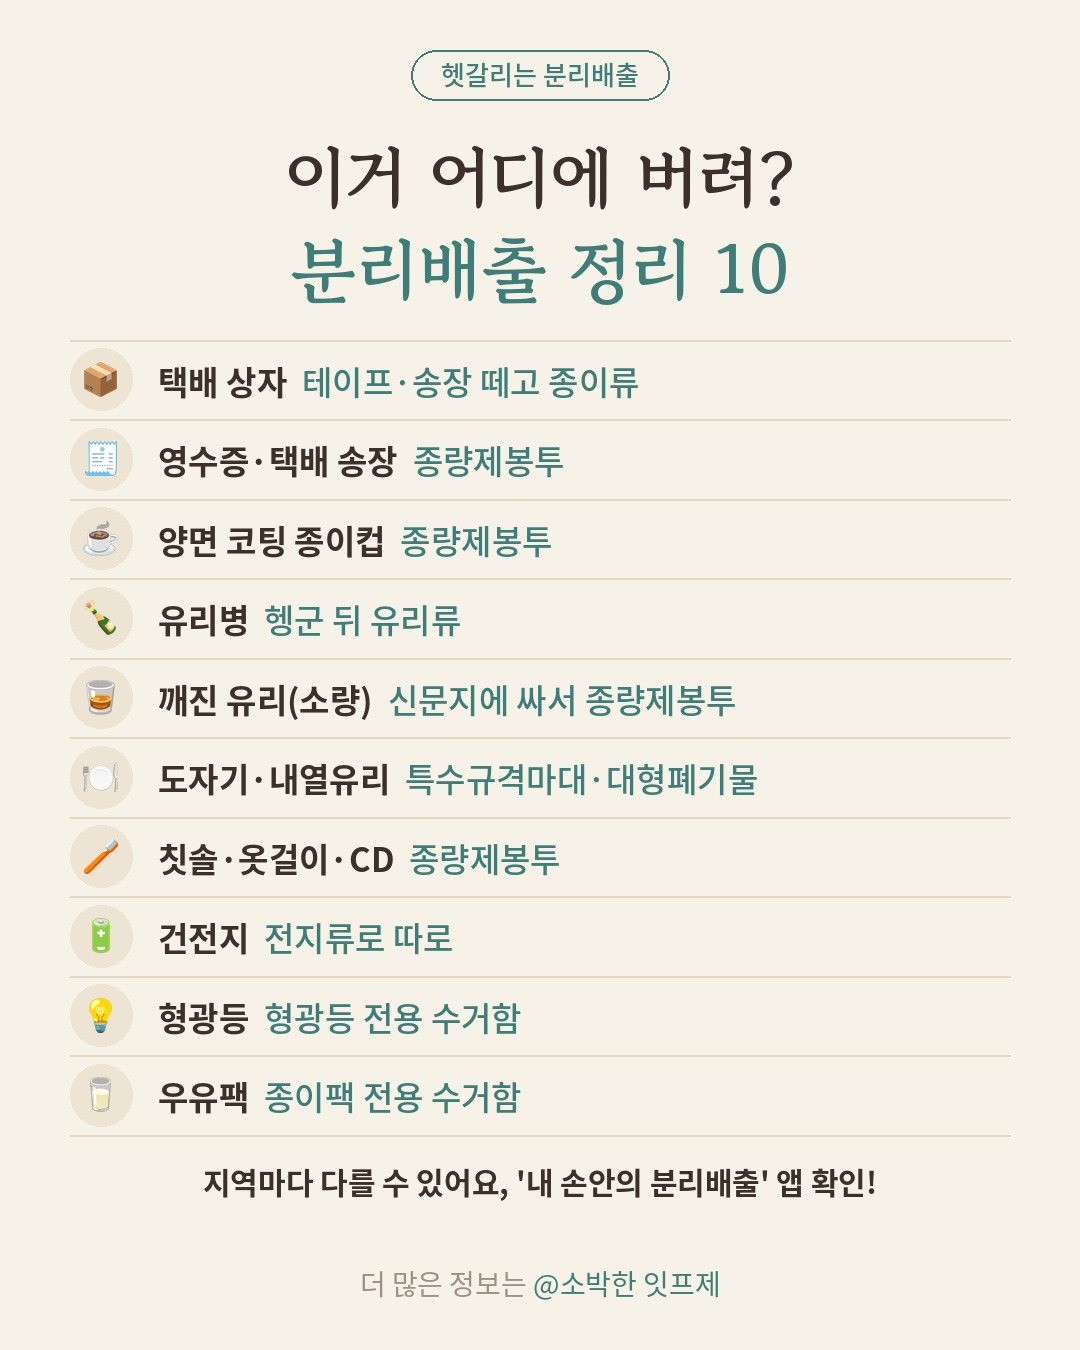 헷갈리는 분리배출
이거 어디에 버려?
분리배출 정리 10
택배 상자 테이프·송장 떼고 종이류
영수증·택배 송장 종량제봉투
양면 코팅 종이컵 종량제봉투
유리병 헹군 뒤 유리류
깨진 유리(소량) 신문지에 싸서 종량제봉투
도자기·내열유리 특수규격마대·대형폐기물
칫솔·옷걸이·CD 종량제봉투
건전지 전지류로 따로
형광등 형광등 전용 수거함
우유팩 종이팩 전용 수거함
지역마다 다를 수 있어요, '내 손안의 분리배출' 앱 확인!
더 많은 정보는 @소박한 잇프제